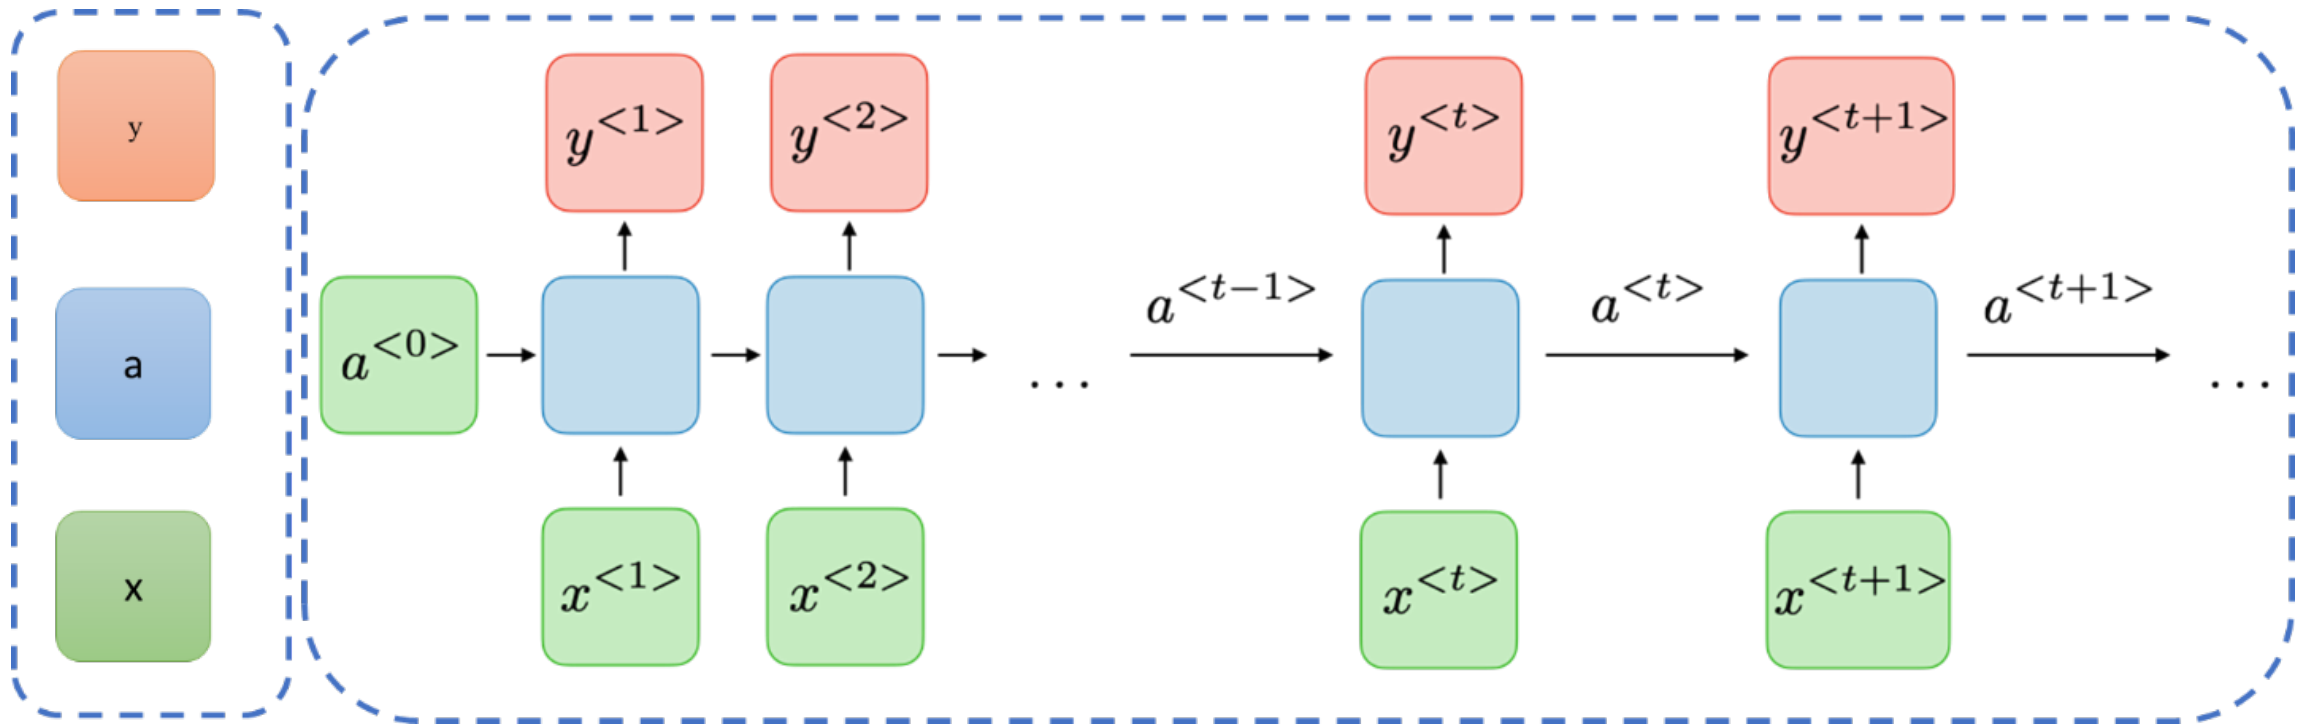 y
a
x
y^{<1>} y^{<2>} y^{<t>} y^{<t+1>}
a^{<0>} ... a^{<t-1>} a^{<t>} a^{<t+1>} ...
x^{<1>} x^{<2>} x^{<t>} x^{<t+1>}